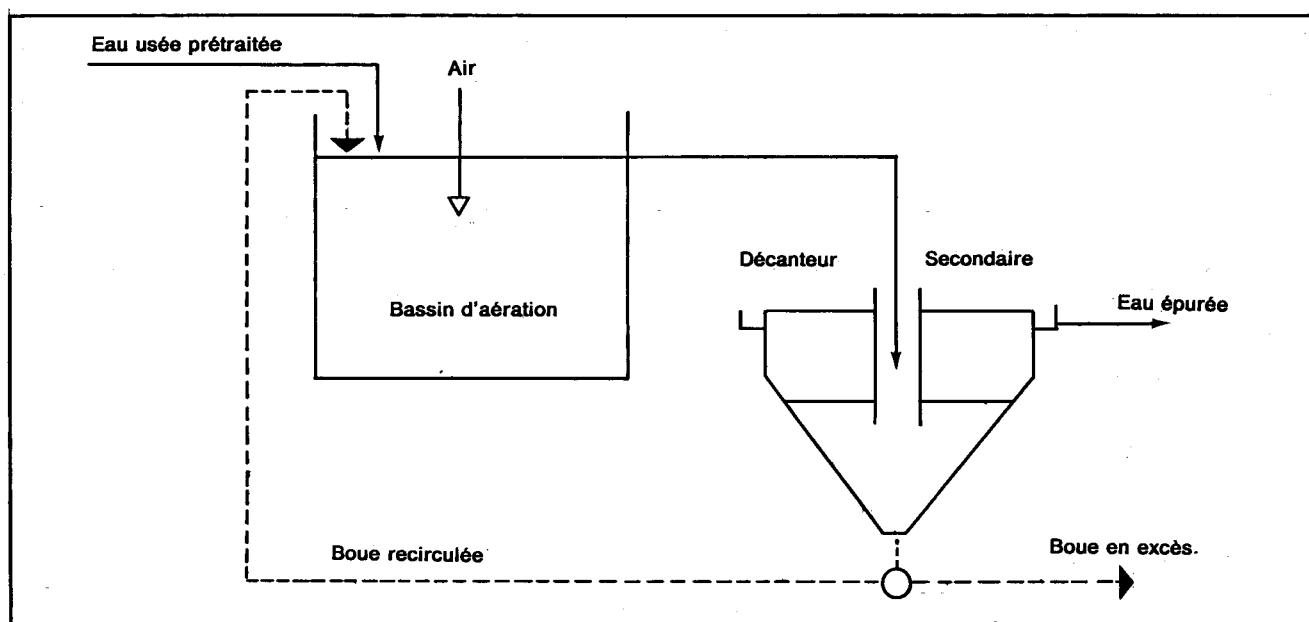 Eau usée prétraitée
Air
Bassin d'aération
Décanteur Secondaire
Eau épurée
Boue recirculée
Boue en excès.